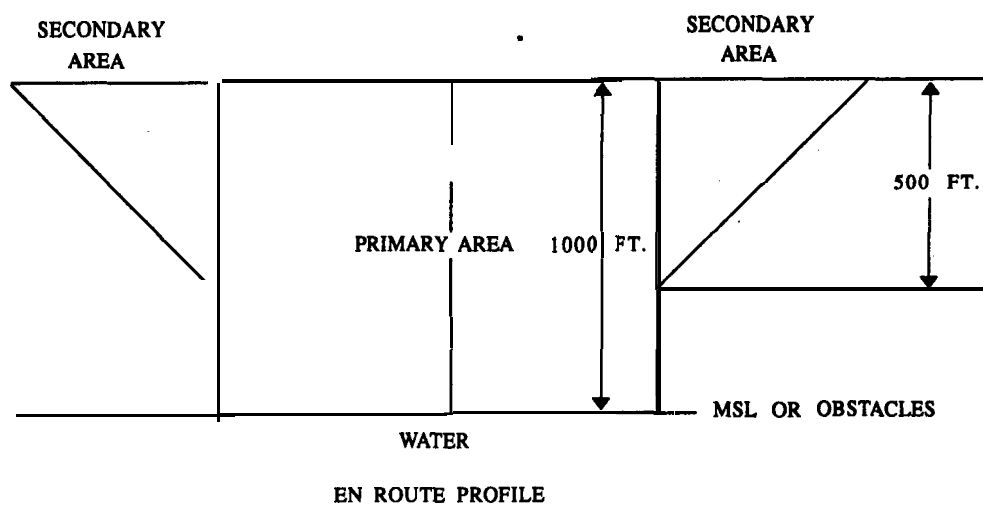 SECONDARY
AREA
SECONDARY
AREA
500 FT.
PRIMARY AREA
1000 FT.
MSL OR OBSTACLES
WATER
EN ROUTE PROFILE